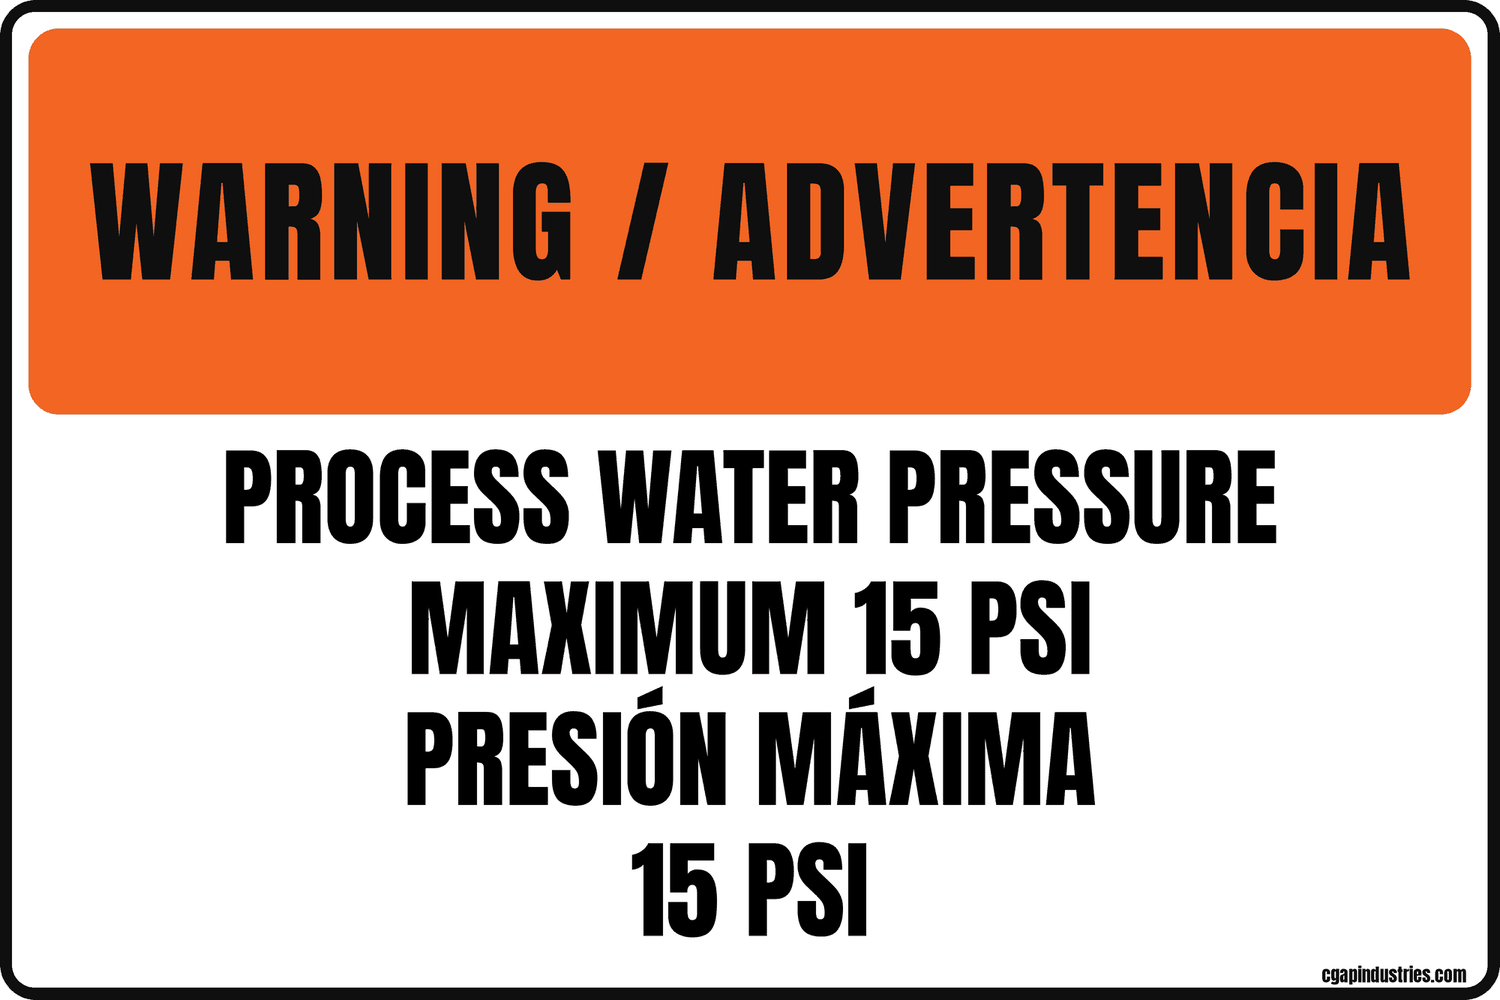 WARNING / ADVERTENCIA
PROCESS WATER PRESSURE
MAXIMUM 15 PSI
PRESIÓN MÁXIMA
15 PSI
cgapindustries.com